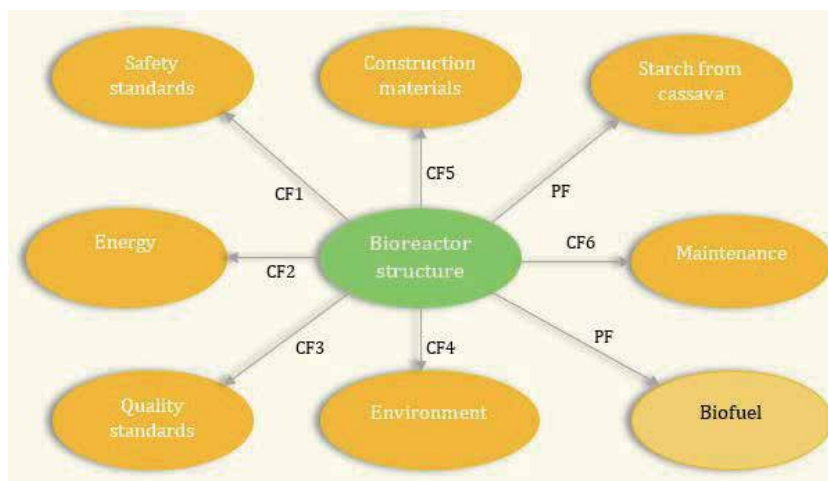 Safety
standards
Construction
materials
Starch from
cassava
CF1
CF5
PF
Energy
CF2
Bioreactor
structure
CF6
Maintenance
CF3
CF4
PF
Quality
standards
Environment
Biofuel